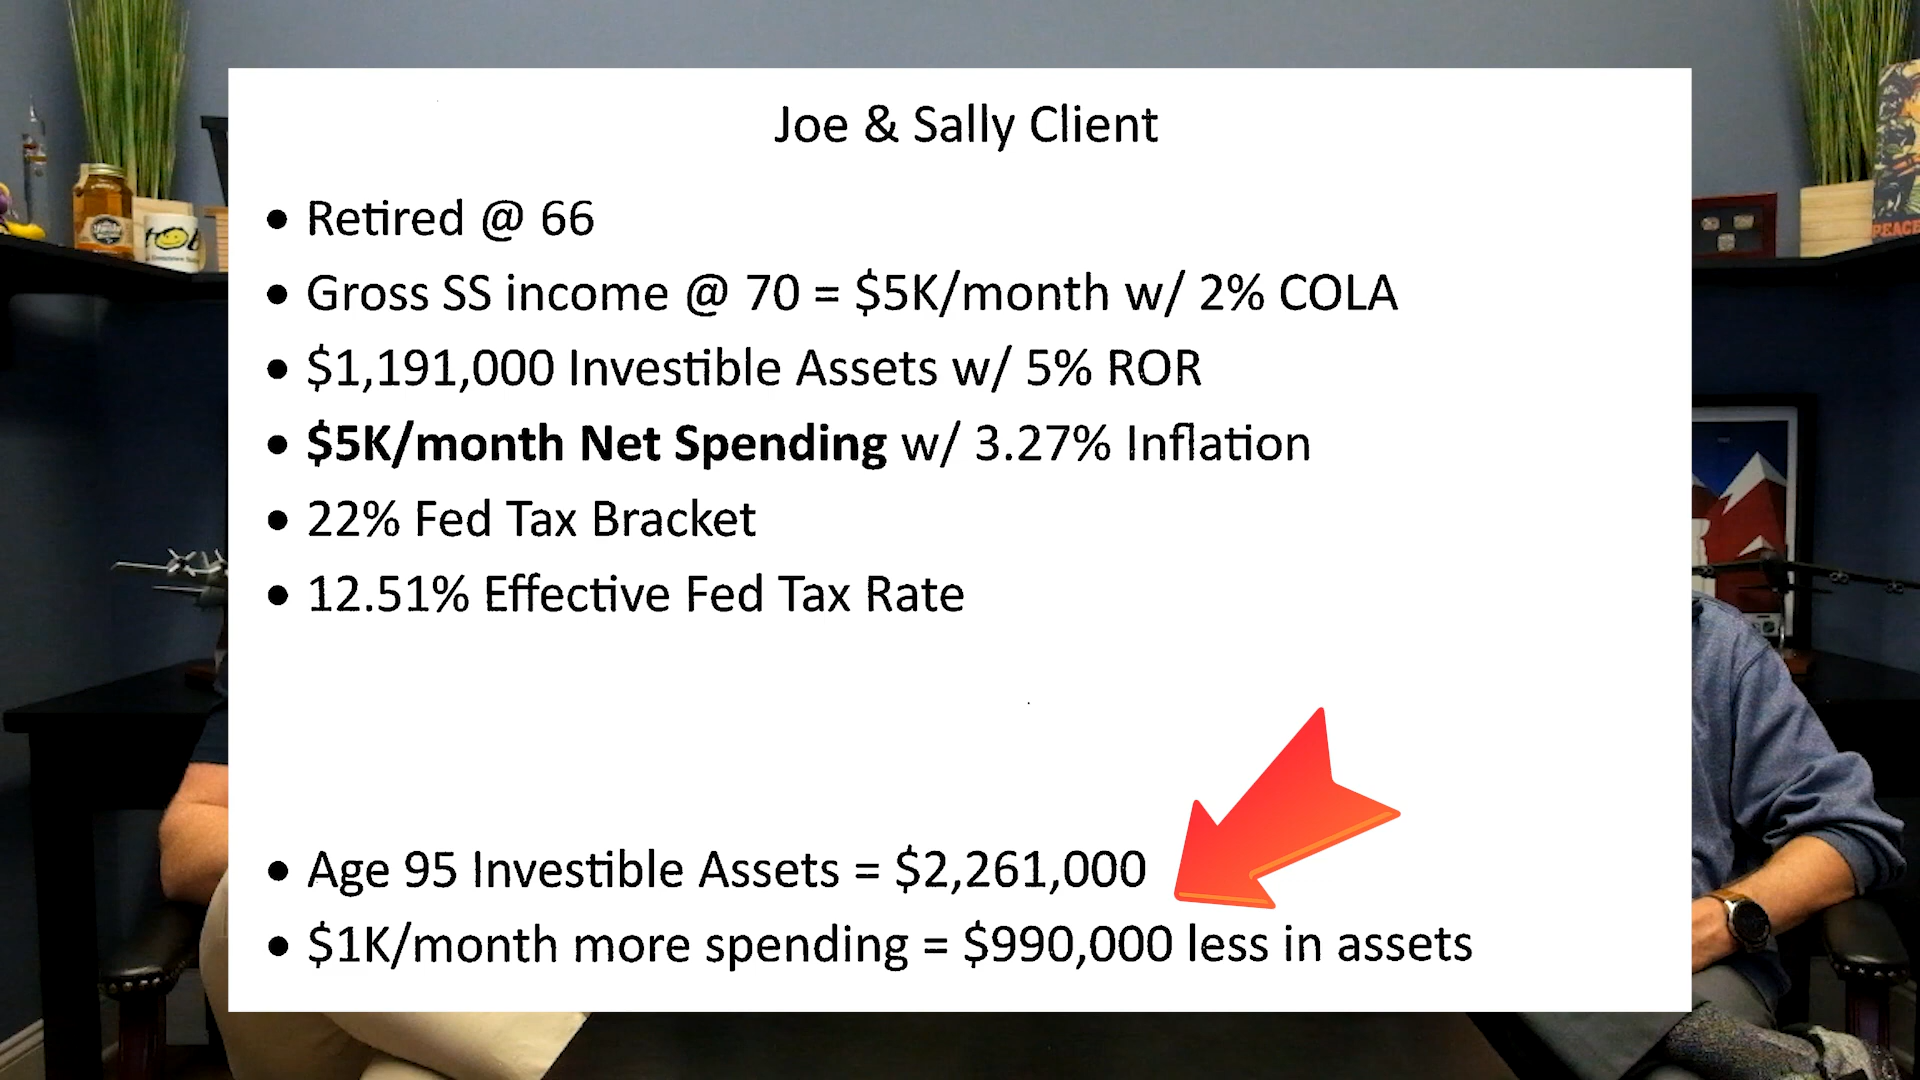 Joe & Sally Client
• Retired @ 66
• Gross SS income @ 70 = $5K/month w/ 2% COLA
• $1,191,000 Investible Assets w/ 5% ROR
• $5K/month Net Spending w/ 3.27% Inflation
• 22% Fed Tax Bracket
• 12.51% Effective Fed Tax Rate
• Age 95 Investible Assets = $2,261,000
• $1K/month more spending = $990,000 less in assets
PEACE